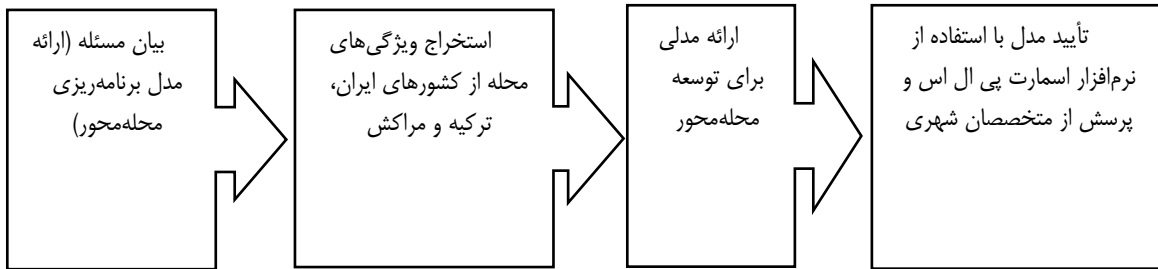 بیان مسئله (ارائه
مدل برنامه‌ریزی
محله‌محور)
استخراج ویژگی‌های
محله از کشورهای ایران،
ترکیه و مراکش
ارائه مدلی
برای توسعه
محله‌محور
تأیید مدل با استفاده از
نرم‌افزار اسمارت پی ال اس و
پرسش از متخصصان شهری